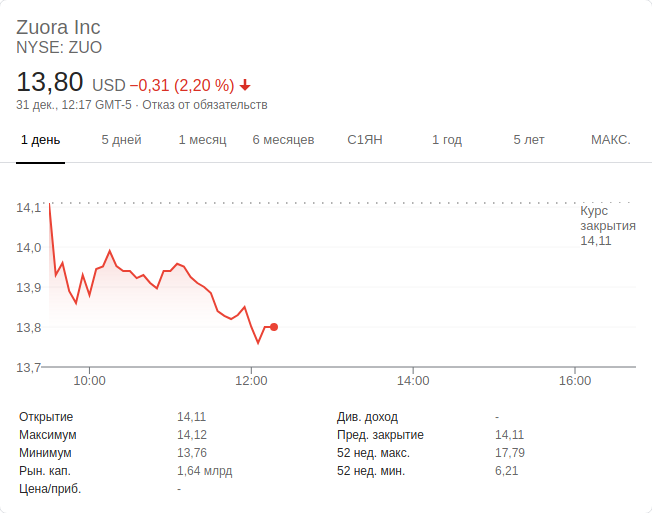 Zuora Inc
NYSE: ZUO
13,80 USD −0,31 (2,20 %)
31 дек., 12:17 GMT-5 · Отказ от обязательств
1 день 5 дней 1 месяц 6 месяцев С1ЯН 1 год 5 лет МАКС.
14,1
14,0
13,9
13,8
13,7
Курс
закрытия
14,11
10:00 12:00 14:00 16:00
Открытие 14,11 Див. доход -
Максимум 14,12 Пред. закрытие 14,11
Минимум 13,76 52 нед. макс. 17,79
Рын. кап. 1,64 млрд 52 нед. мин. 6,21
Цена/приб. -